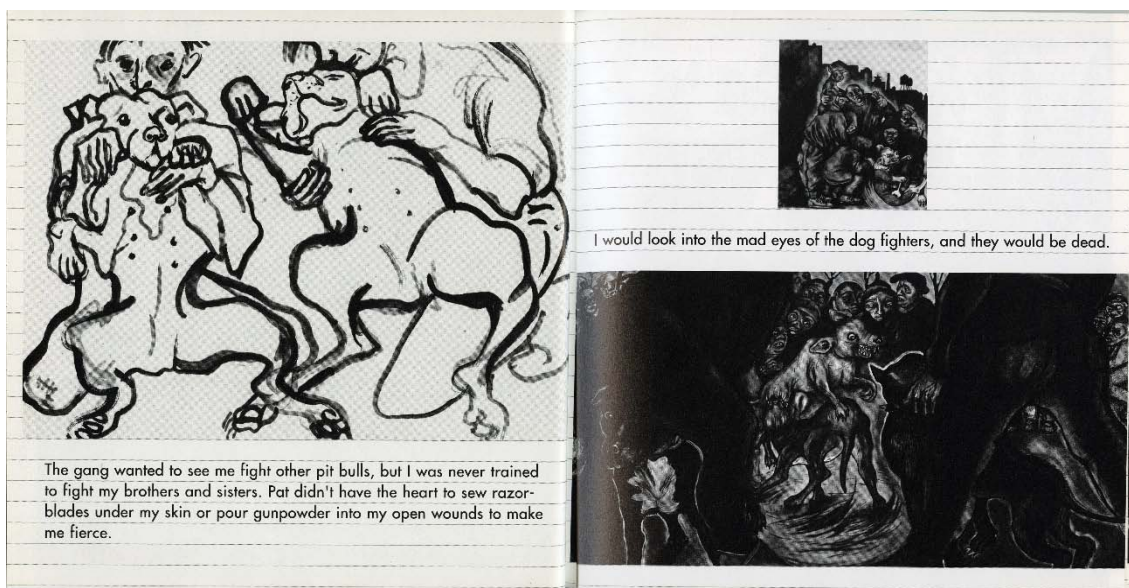 The gang wanted to see me fight other pit bulls, but I was never trained
to fight my brothers and sisters. Pat didn't have the heart to sew razor-
blades under my skin or pour gunpowder into my open wounds to make
me fierce.
I would look into the mad eyes of the dog fighters, and they would be dead.